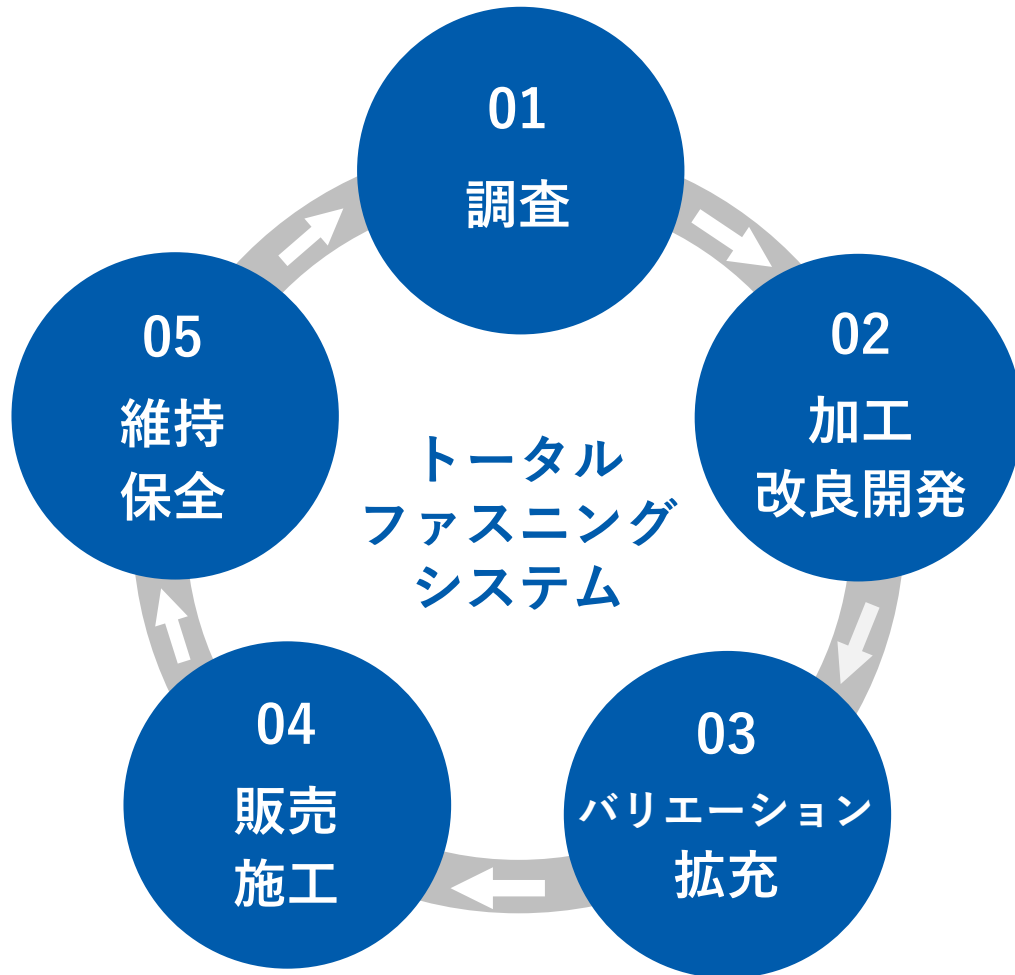 01
調査
02
加工
改良開発
03
バリエーション
拡充
04
販売
施工
05
維持
保全
トータル
ファスニング
システム